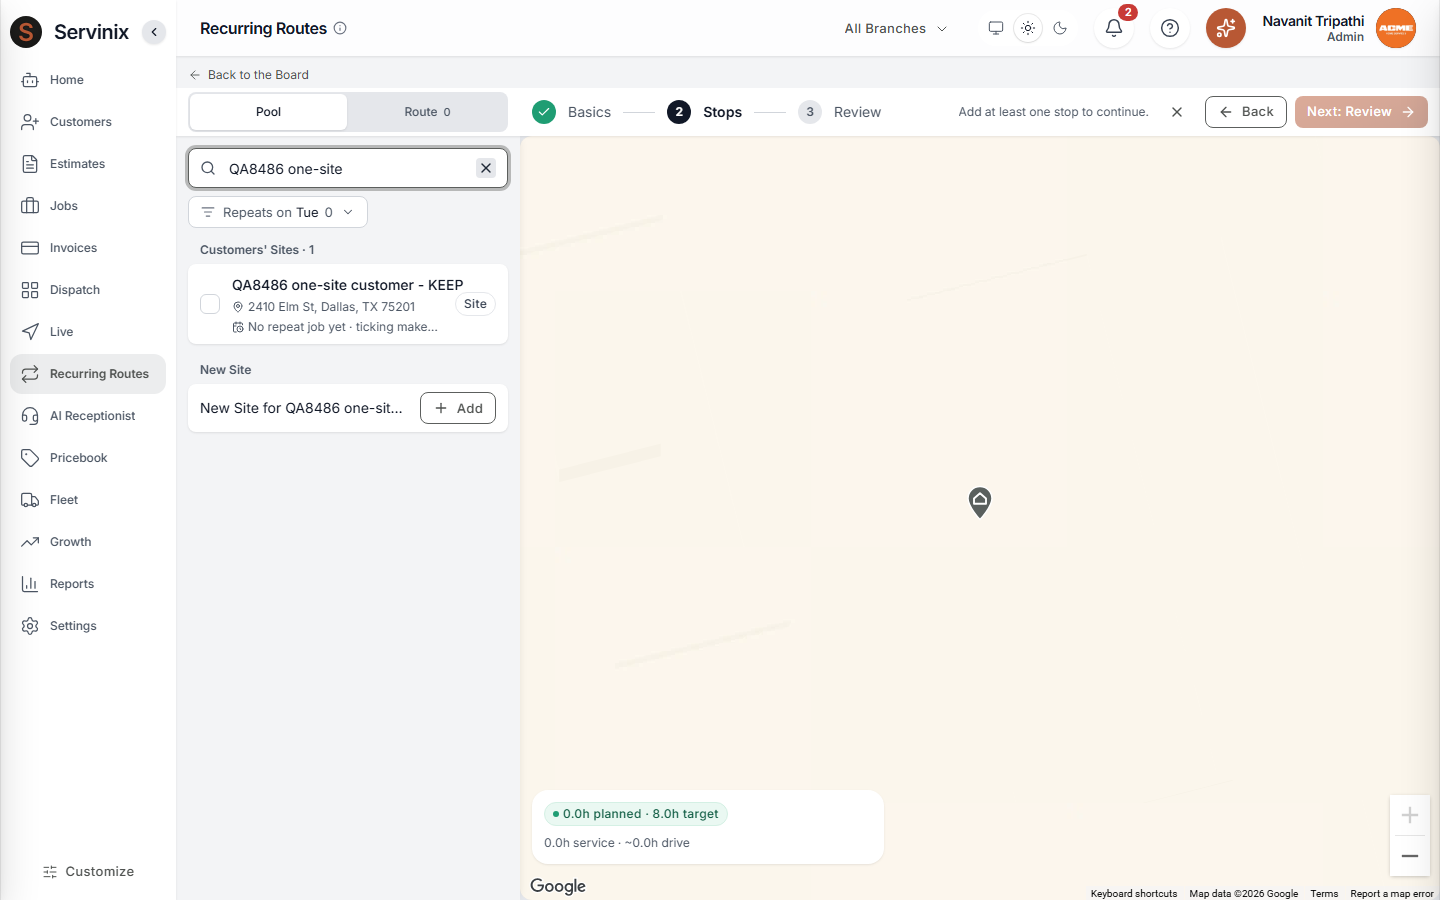 Servinix
Recurring Routes
All Branches
2
Navanit Tripathi
Admin
ACME
Home
Customers
Estimates
Jobs
Invoices
Dispatch
Live
Recurring Routes
AI Receptionist
Pricebook
Fleet
Growth
Reports
Settings
Customize
Back to the Board
Pool
Route 0
Basics
2 Stops
3 Review
Add at least one stop to continue.
Back
Next: Review
QA8486 one-site
Repeats on Tue 0
Customers' Sites · 1
QA8486 one-site customer - KEEP
2410 Elm St, Dallas, TX 75201
Site
No repeat job yet · ticking make...
New Site
New Site for QA8486 one-sit...
Add
0.0h planned · 8.0h target
0.0h service · ~0.0h drive
Google
Keyboard shortcuts
Map data ©2026 Google
Terms
Report a map error